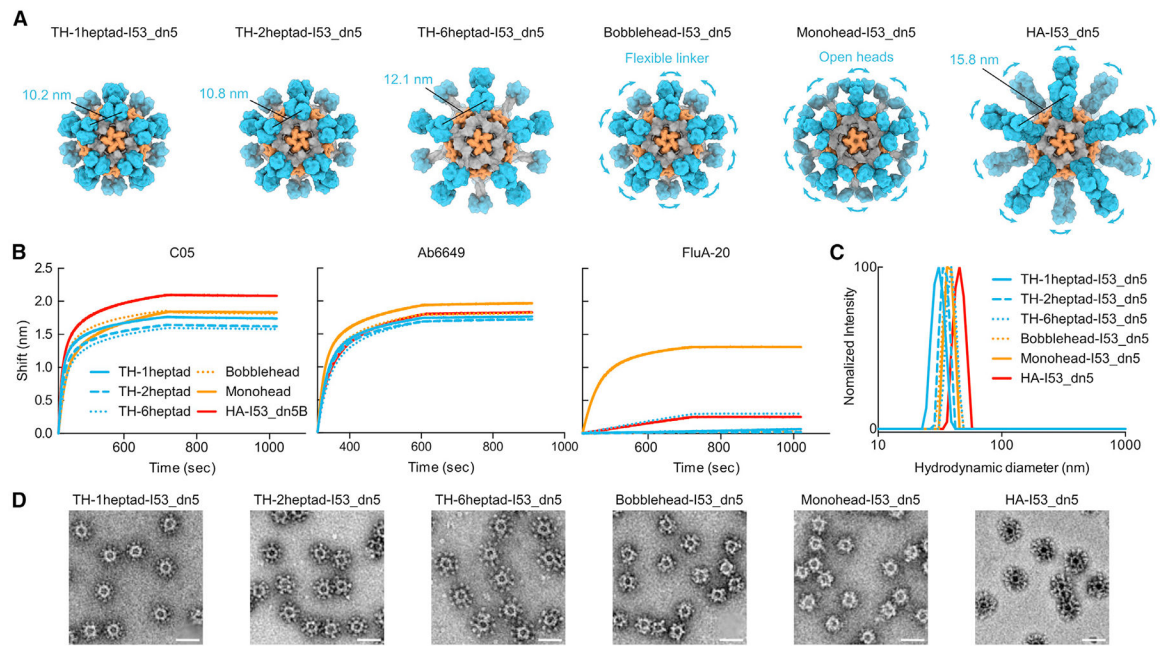 A
TH-1heptad-I53_dn5
TH-2heptad-I53_dn5
TH-6heptad-I53_dn5
Bobblehead-I53_dn5
Monohead-I53_dn5
HA-I53_dn5
10.2 nm
10.8 nm
12.1 nm
Flexible linker
Open heads
15.8 nm
B
C05
Ab6649
FluA-20
Shift (nm)
2.5
2.0
1.5
1.0
0.5
0.0
TH-1heptad
TH-2heptad
TH-6heptad
Bobblehead
Monohead
HA-I53_dn5B
600 800 1000
Time (sec)
400 600 800 1000
Time (sec)
600 800 1000
Time (sec)
C
Nomalized Intensity
100
0
10 100 1000
Hydrodynamic diameter (nm)
TH-1heptad-I53_dn5
TH-2heptad-I53_dn5
TH-6heptad-I53_dn5
Bobblehead-I53_dn5
Monohead-I53_dn5
HA-I53_dn5
D
TH-1heptad-I53_dn5
TH-2heptad-I53_dn5
TH-6heptad-I53_dn5
Bobblehead-I53_dn5
Monohead-I53_dn5
HA-I53_dn5